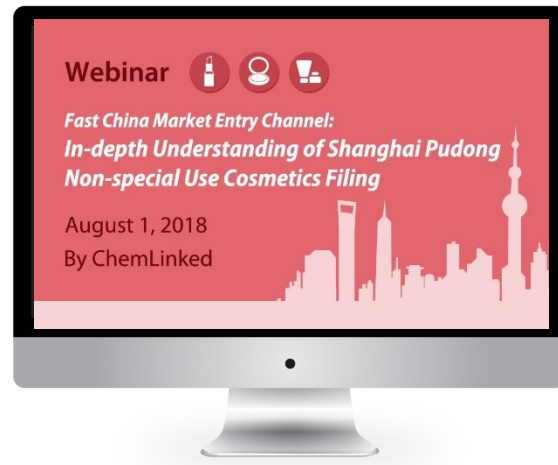 Webinar
Fast China Market Entry Channel:
In-depth Understanding of Shanghai Pudong
Non-special Use Cosmetics Filing
August 1, 2018
By ChemLinked